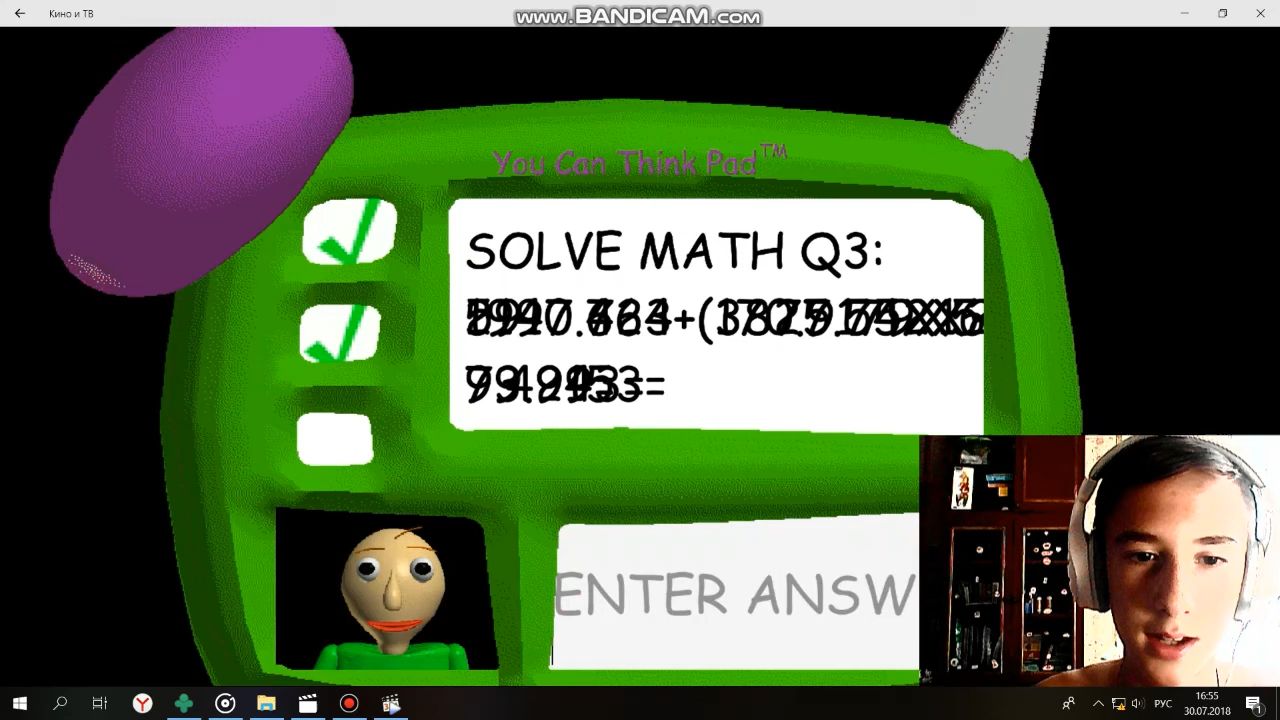 Кино и ТВ
www.BANDICAM.com
You Can Think Pad™
SOLVE MATH Q3:
ENTER ANSW
РУС
16:55
30.07.2018